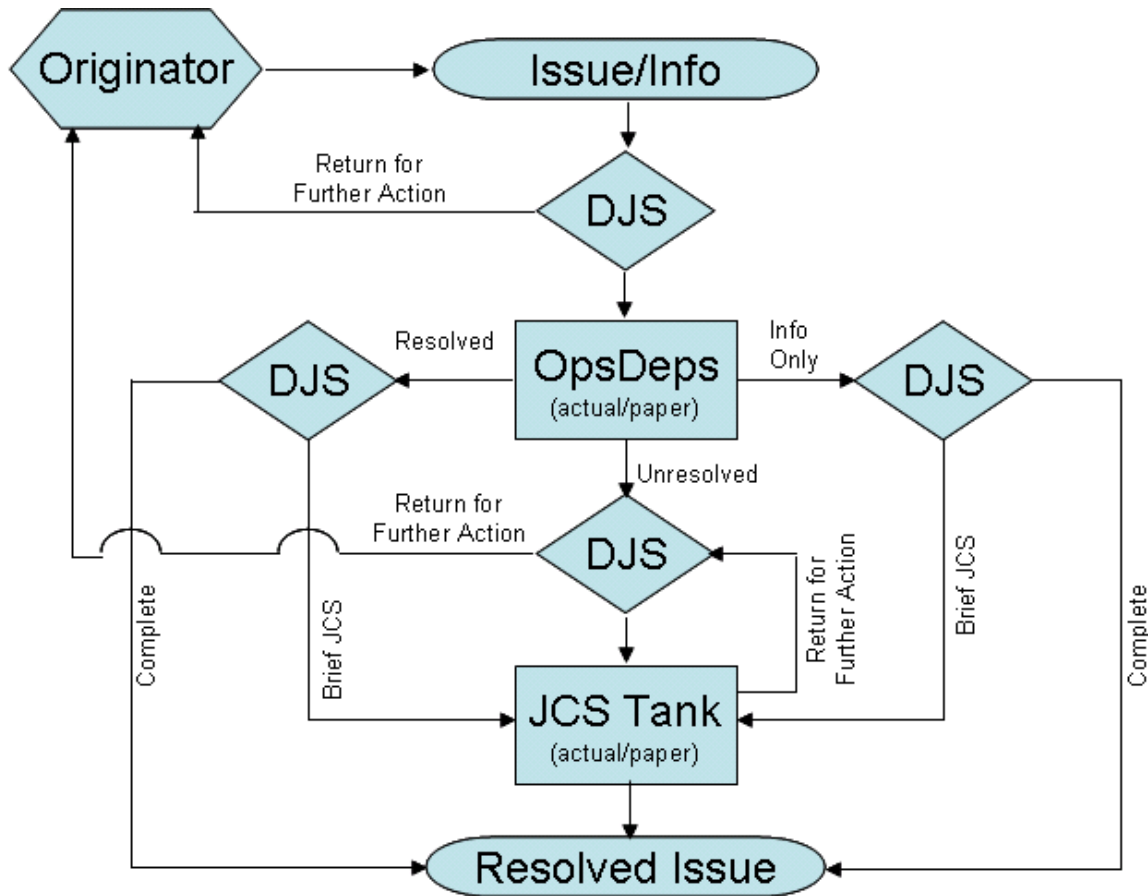 Originator
Issue/Info
Return for
Further Action
DJS
Resolved
OpsDeps
(actual/paper)
Info
Only
DJS
DJS
Unresolved
Return for
Further Action
DJS
Return for
Further Action
Complete
Brief JCS
Brief JCS
Complete
JCS Tank
(actual/paper)
Resolved Issue